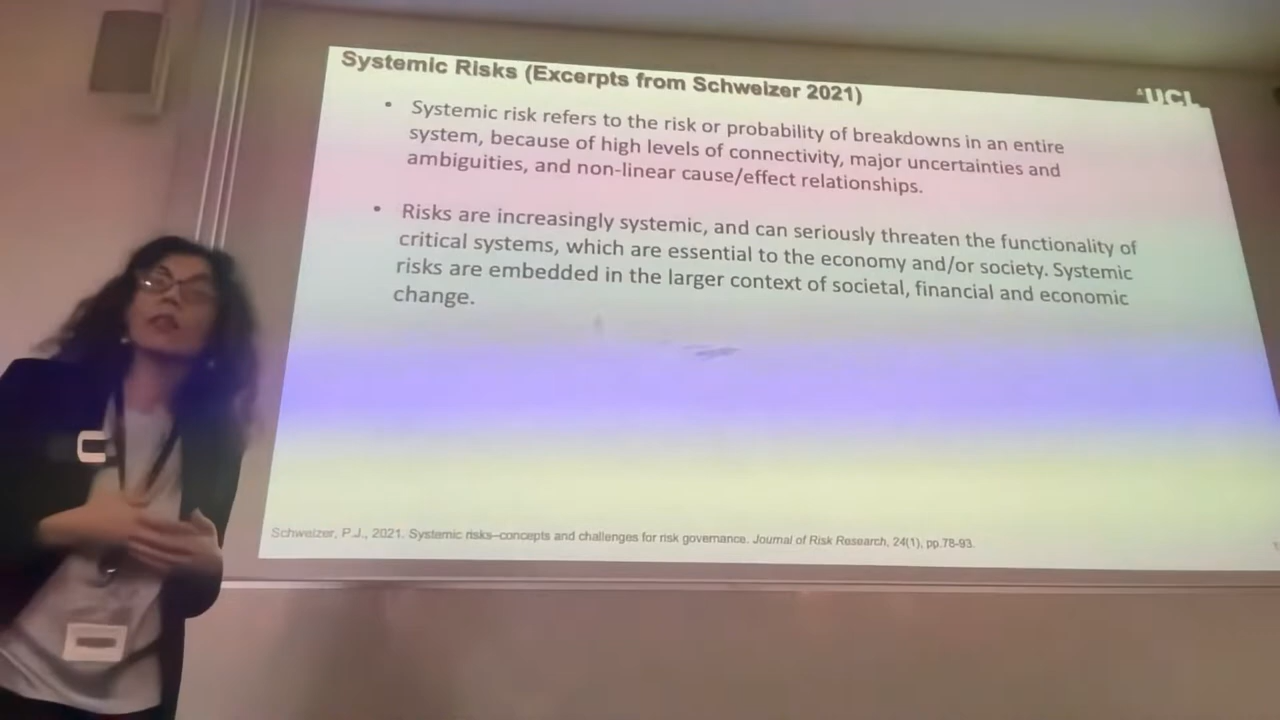 Systemic Risks (Excerpts from Schweizer 2021)
UCL
• Systemic risk refers to the risk or probability of breakdowns in an entire
system, because of high levels of connectivity, major uncertainties and
ambiguities, and non-linear cause/effect relationships.
• Risks are increasingly systemic, and can seriously threaten the functionality of
critical systems, which are essential to the economy and/or society. Systemic
risks are embedded in the larger context of societal, financial and economic
change.
Schweizer, P.J., 2021. Systemic risks–concepts and challenges for risk governance. Journal of Risk Research, 24(1), pp.78-93.